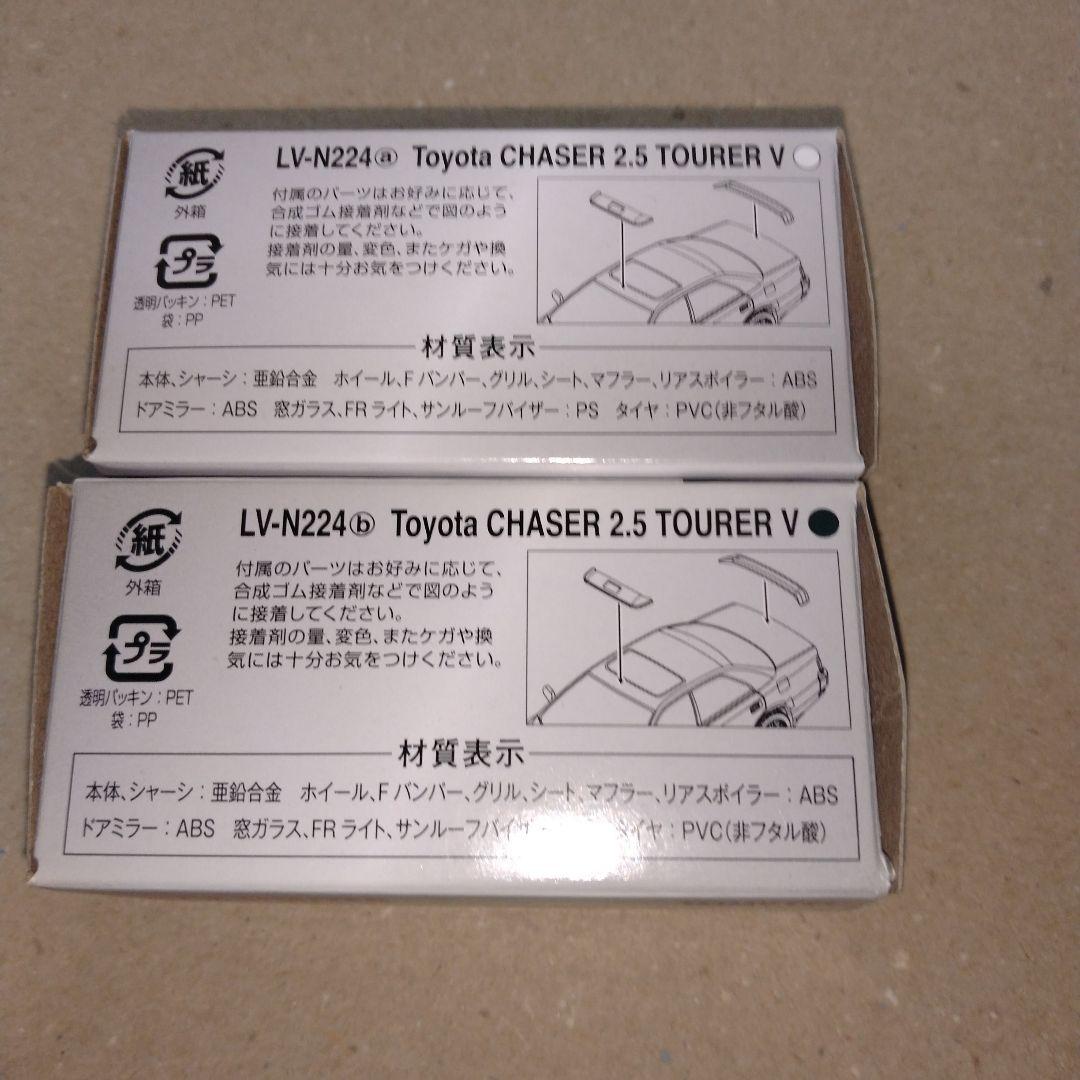 LV-N224ⓐ Toyota CHASER 2.5 TOURER V
紙
外箱
プラ
透明パッキン：PET
袋：PP
付属のパーツはお好みに応じて、
合成ゴム接着剤などで図のよう
に接着してください。
接着剤の量、変色、またケガや換
気には十分お気をつけください。
材質表示
本体、シャーシ：亜鉛合金 ホイール、Fバンパー、グリル、シート、マフラー、リアスポイラー：ABS
ドアミラー：ABS 窓ガラス、FRライト、サンルーフバイザー：PS タイヤ：PVC（非フタル酸）
LV-N224ⓑ Toyota CHASER 2.5 TOURER V
紙
外箱
プラ
透明パッキン：PET
袋：PP
付属のパーツはお好みに応じて、
合成ゴム接着剤などで図のよう
に接着してください。
接着剤の量、変色、またケガや換
気には十分お気をつけください。
材質表示
本体、シャーシ：亜鉛合金 ホイール、Fバンパー、グリル、シート、マフラー、リアスポイラー：ABS
ドアミラー：ABS 窓ガラス、FRライト、サンルーフバイザー タイヤ：PVC（非フタル酸）